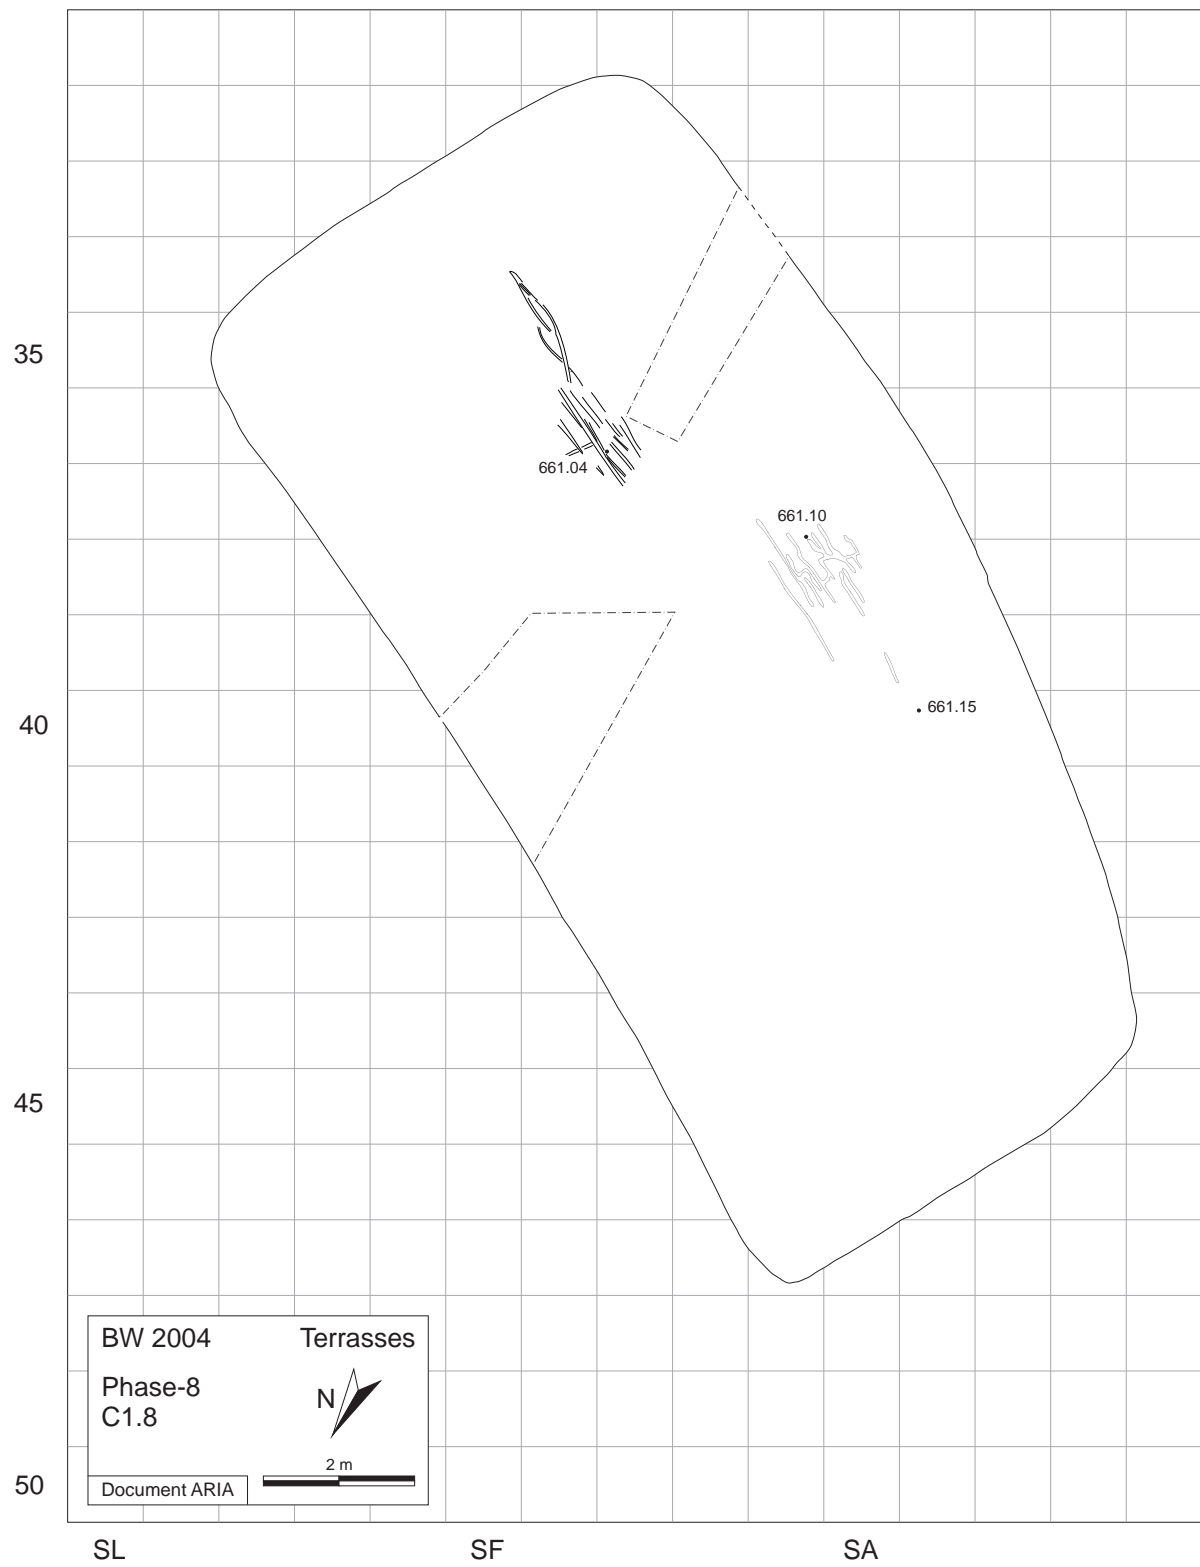 35
661.04
661.10
661.15
40
45
BW 2004 Terrasses
Phase-8
C1.8
N
2 m
Document ARIA
50
SL SF SA